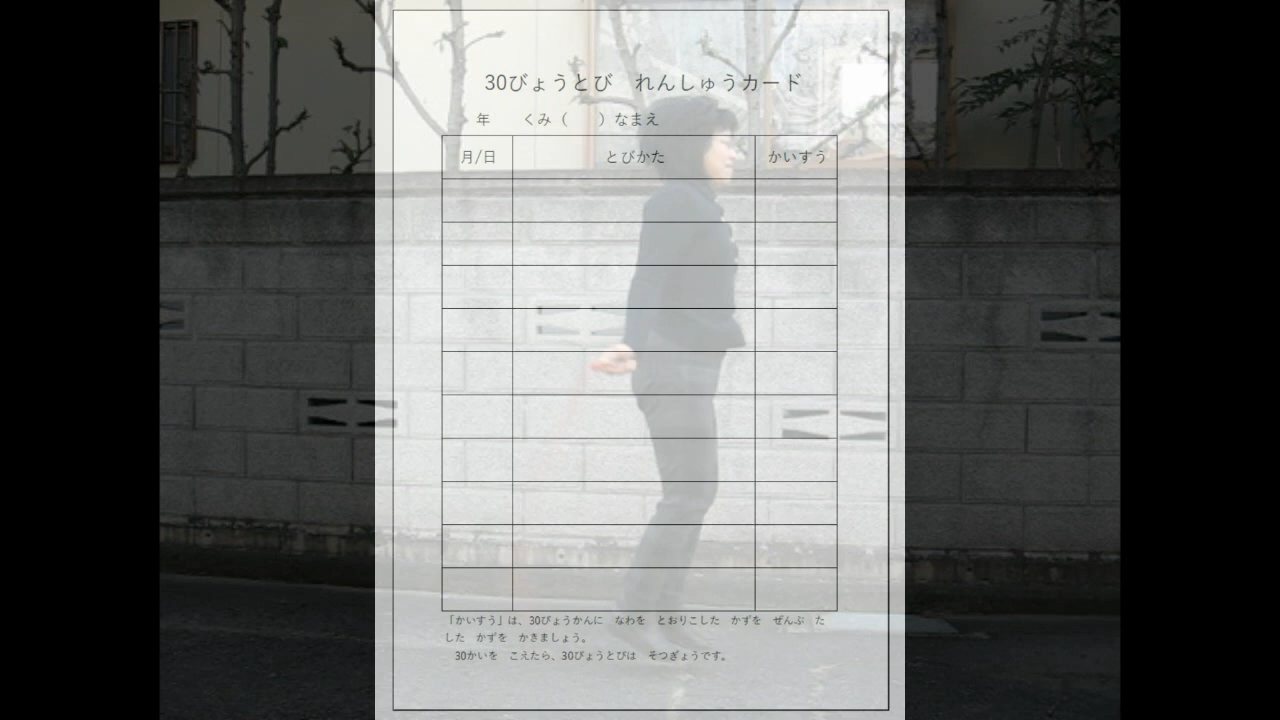 30びょうとび　れんしゅうカード
年　　くみ（　　）なまえ
月/日　とびかた　かいすう
「かいすう」は、30びょうかんに　なわを　とおりこした　かずを　ぜんぶ　た
した　かずを　かきましょう。
30かいを　こえたら、30びょうとびは　そつぎょうです。